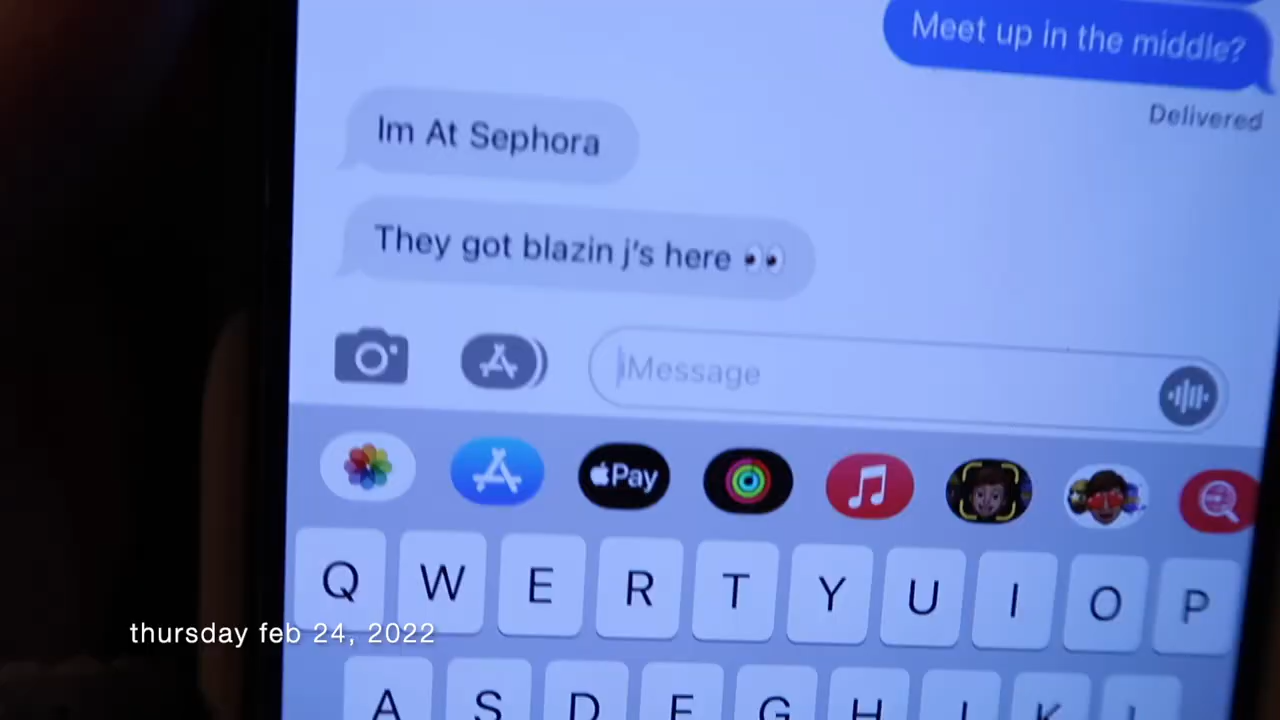 Meet up in the middle?
Delivered
Im At Sephora
They got blazin j's here 👀
iMessage
Pay
Q W E R T Y U I O P
thursday feb 24, 2022
A S D F G H J K L